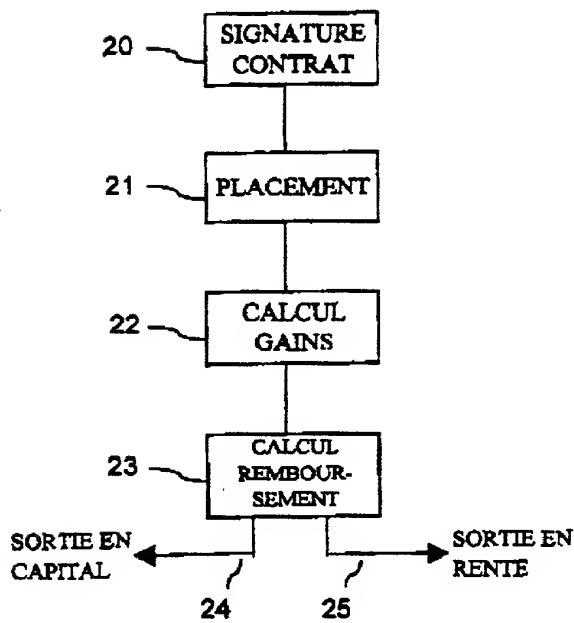 20
SIGNATURE
CONTRAT
21
PLACEMENT
22
CALCUL
GAINS
23
CALCUL
REMBOUR-
SEMENT
SORTIE EN
CAPITAL
24
25
SORTIE EN
RENTE